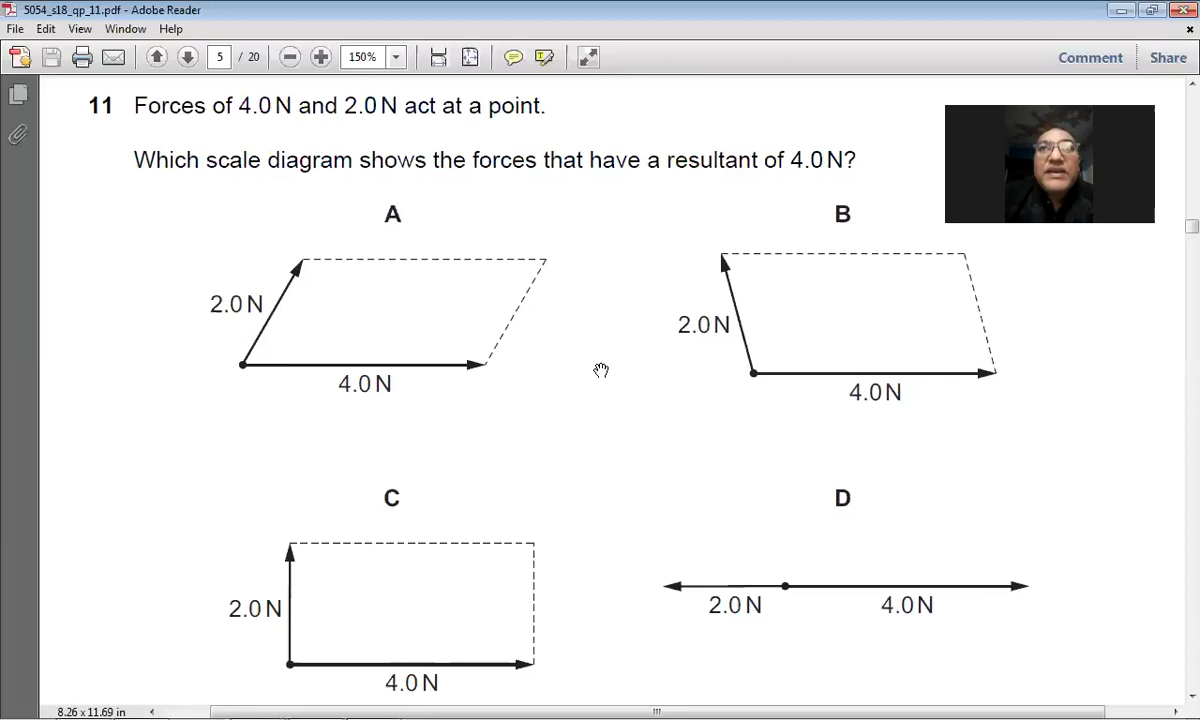 5054_s18_qp_11.pdf - Adobe Reader
File Edit View Window Help
5 / 20 150% Comment Share
11 Forces of 4.0 N and 2.0 N act at a point.
Which scale diagram shows the forces that have a resultant of 4.0 N?
A
B
2.0 N
4.0 N
2.0 N
4.0 N
C
D
2.0 N
4.0 N
2.0 N
4.0 N
8.26 x 11.69 in